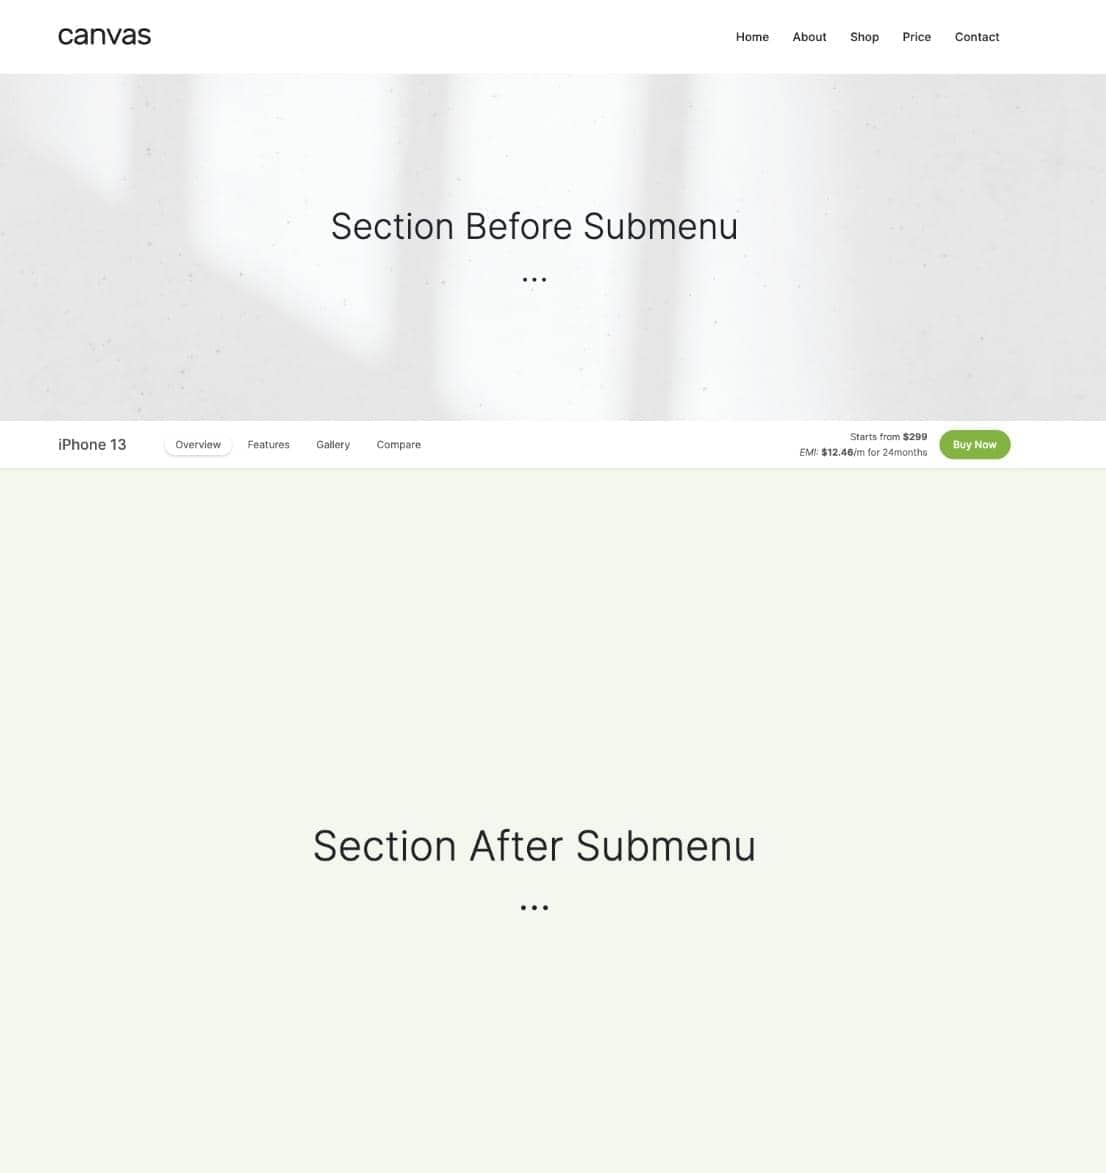 canvas
Home About Shop Price Contact
Section Before Submenu
...
iPhone 13 Overview Features Gallery Compare
Starts from $299
EMI: $12.46/m for 24months
Buy Now
Section After Submenu
...